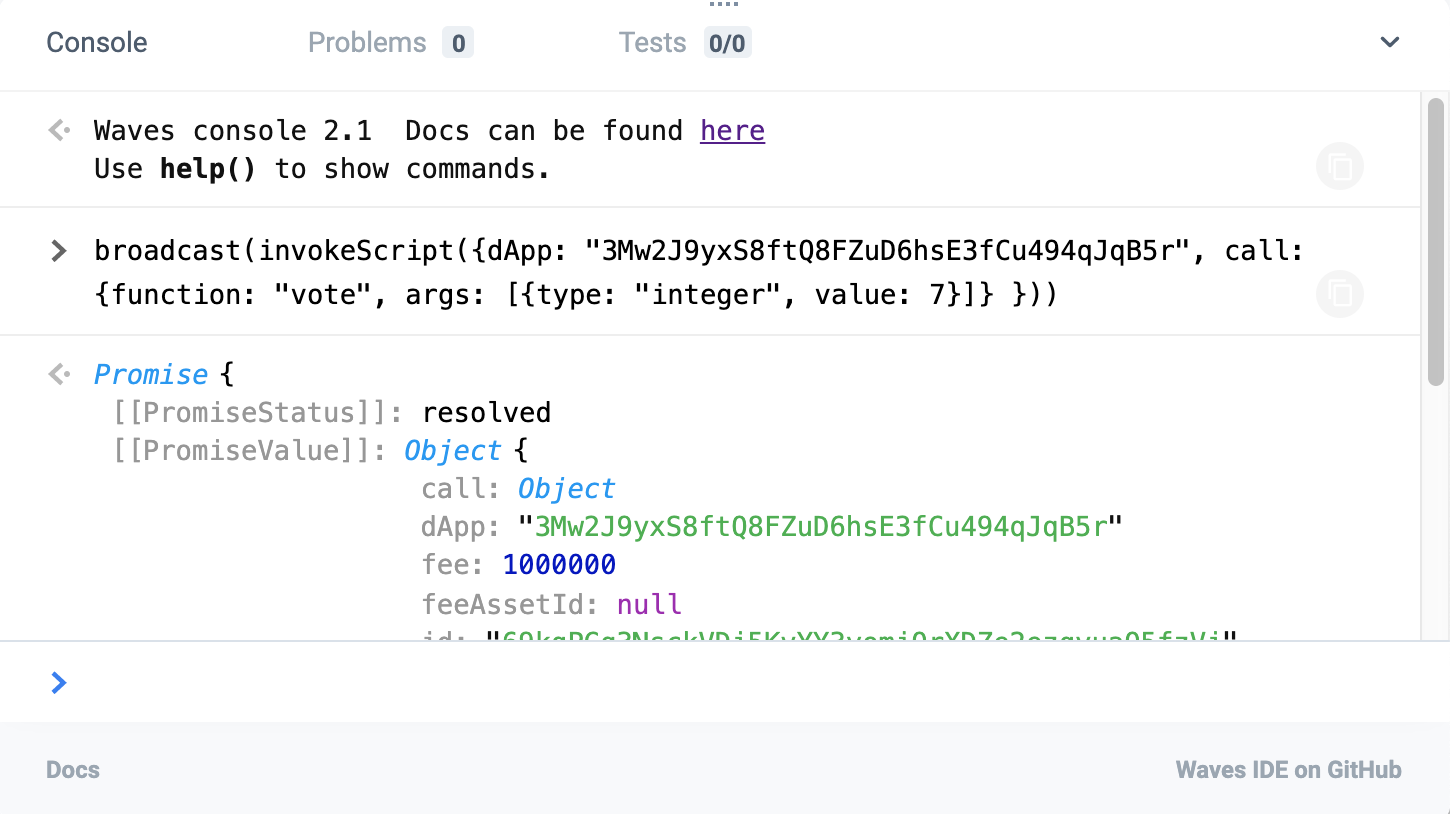 Console Problems 0 Tests 0/0
Waves console 2.1 Docs can be found here
Use help() to show commands.
broadcast(invokeScript({dApp: "3Mw2J9yxS8ftQ8FZuD6hsE3fCu494qJqB5r", call:
{function: "vote", args: [{type: "integer", value: 7}]} }))
Promise {
[[PromiseStatus]]: resolved
[[PromiseValue]]: Object {
call: Object
dApp: "3Mw2J9yxS8ftQ8FZuD6hsE3fCu494qJqB5r"
fee: 1000000
feeAssetId: null
id:
Docs Waves IDE on GitHub